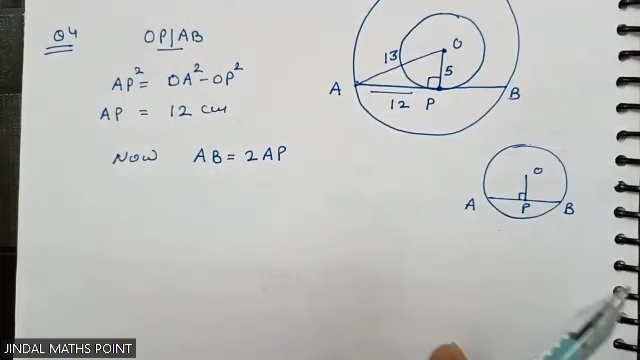 Q4 OP|AB
AP² = OA² - OP²
AP = 12 cm
Now AB = 2AP
O
13
5
A
12
P
B
O
A
P
B
JINDAL MATHS POINT